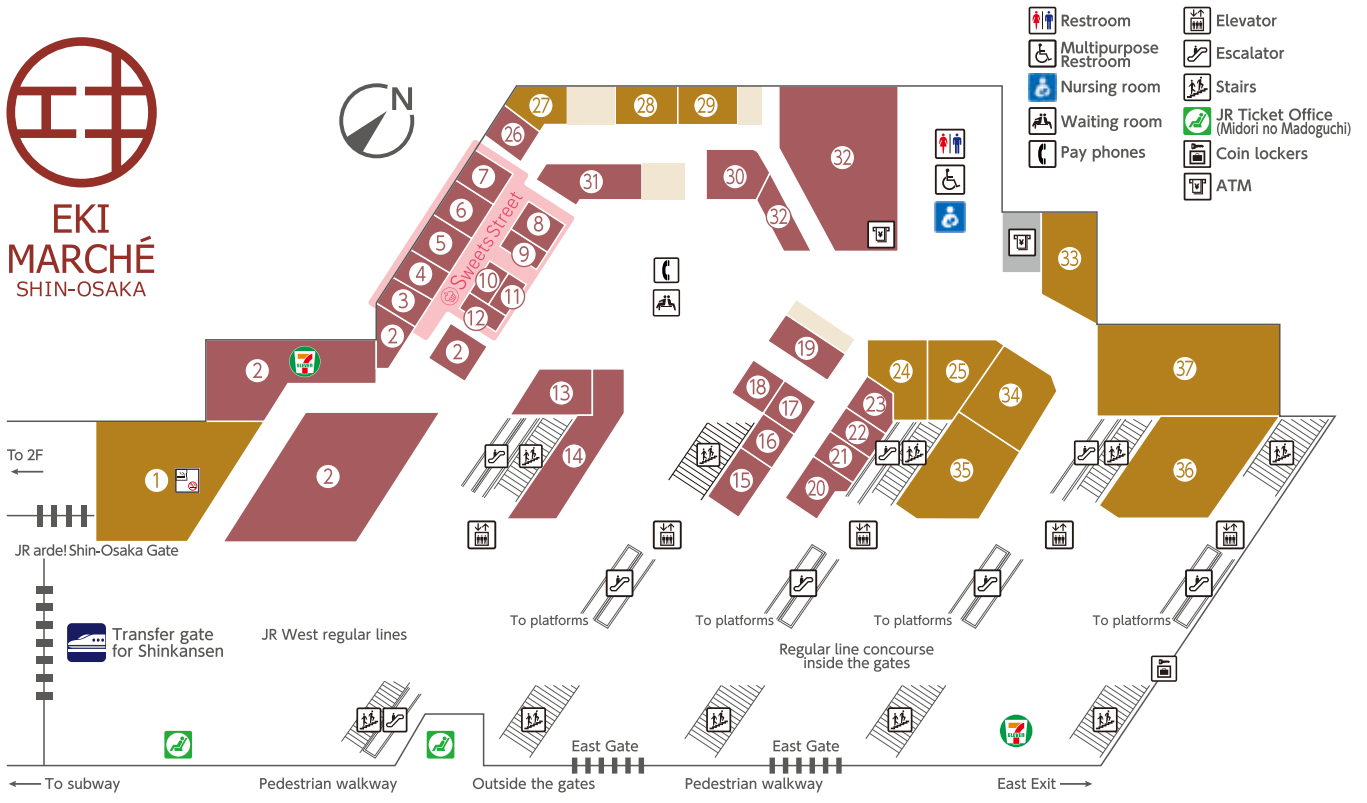 EKI
MARCHÉ
SHIN-OSAKA
N
Restroom
Multipurpose
Restroom
Nursing room
Waiting room
Pay phones
Elevator
Escalator
Stairs
JR Ticket Office
(Midori no Madoguchi)
Coin lockers
ATM
27
28
29
26
32
7
31
30
6
8
32
5
9
33
4
10
11
3
12
Sweets Street
2
2
19
2
7
ELEVEN
13
18
17
24
25
37
34
23
22
16
14
21
15
20
35
36
To 2F
1
2
JR arde! Shin-Osaka Gate
Transfer gate
for Shinkansen
JR West regular lines
To platforms
To platforms
To platforms
To platforms
Regular line concourse
inside the gates
7
ELEVEN
East Gate
East Gate
To subway
Pedestrian walkway
Outside the gates
Pedestrian walkway
East Exit